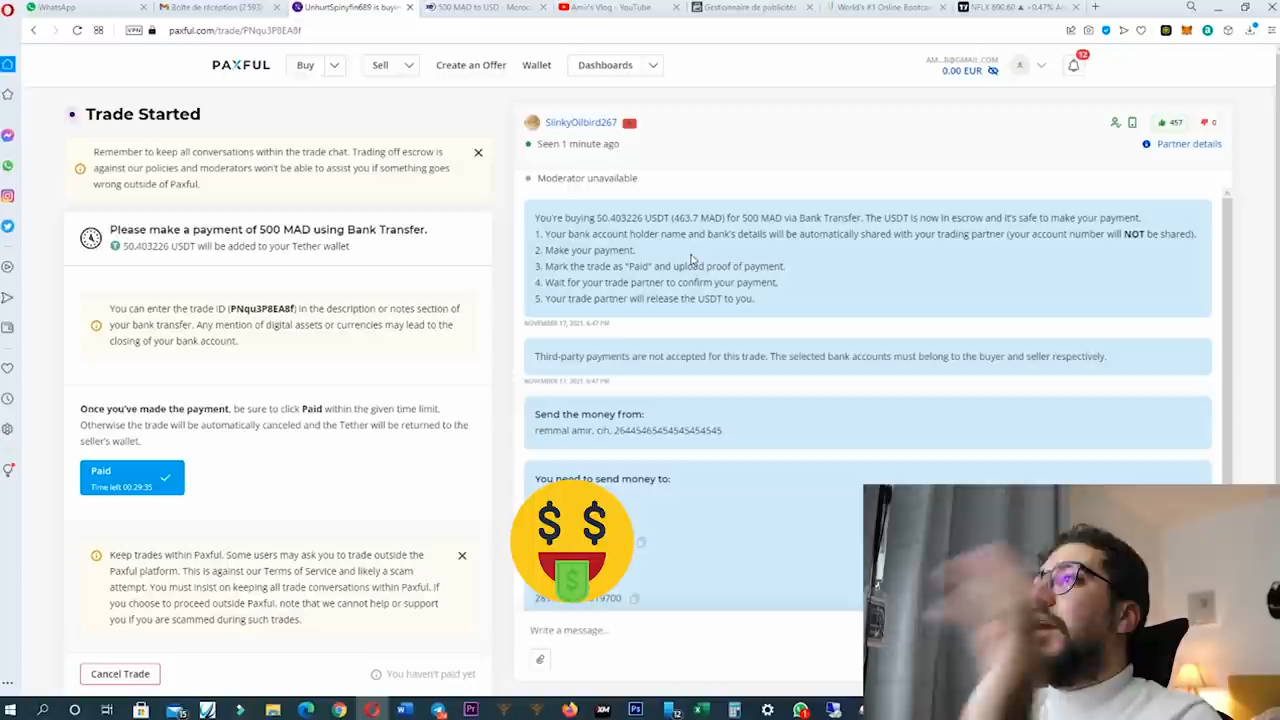 WhatsApp
Boîte de réception (2 593)
UnhurtSpinyfin689 is buyin
500 MAD to USD - Moroc
Amir's Vlog - YouTube
Gestionnaire de publicités
World's #1 Online Bootcam
NFLX 690.60 ▲ +0.47% A
VPN
paxful.com/trade/PNqu3P8EA8f
PAXFUL
Buy
Sell
Create an Offer
Wallet
Dashboards
AM...B@GMAIL.COM
0.00 EUR
12
Trade Started
Remember to keep all conversations within the trade chat. Trading off escrow is
against our policies and moderators won't be able to assist you if something goes
wrong outside of Paxful.
Please make a payment of 500 MAD using Bank Transfer.
50.403226 USDT will be added to your Tether wallet
You can enter the trade ID (PNqu3P8EA8f) in the description or notes section of
your bank transfer. Any mention of digital assets or currencies may lead to the
closing of your bank account.
Once you've made the payment, be sure to click Paid within the given time limit.
Otherwise the trade will be automatically canceled and the Tether will be returned to the
seller's wallet.
Paid
Time left 00:29:35
Keep trades within Paxful. Some users may ask you to trade outside the
Paxful platform. This is against our Terms of Service and likely a scam
attempt. You must insist on keeping all trade conversations within Paxful. If
you choose to proceed outside Paxful, note that we cannot help or support
you if you are scammed during such trades.
Cancel Trade
You haven't paid yet
SlinkyOilbird267
457
0
Seen 1 minute ago
Partner details
Moderator unavailable
You're buying 50.403226 USDT (463.7 MAD) for 500 MAD via Bank Transfer. The USDT is now in escrow and it's safe to make your payment.
1. Your bank account holder name and bank's details will be automatically shared with your trading partner (your account number will NOT be shared).
2. Make your payment.
3. Mark the trade as "Paid" and upload proof of payment.
4. Wait for your trade partner to confirm your payment.
5. Your trade partner will release the USDT to you.
NOVEMBER 17, 2021, 6:47 PM
Third-party payments are not accepted for this trade. The selected bank accounts must belong to the buyer and seller respectively.
NOVEMBER 17, 2021, 6:47 PM
Send the money from:
remmal amir, cih, 26445465454545454545
You need to send money to:
$ $
$
19700
Write a message...